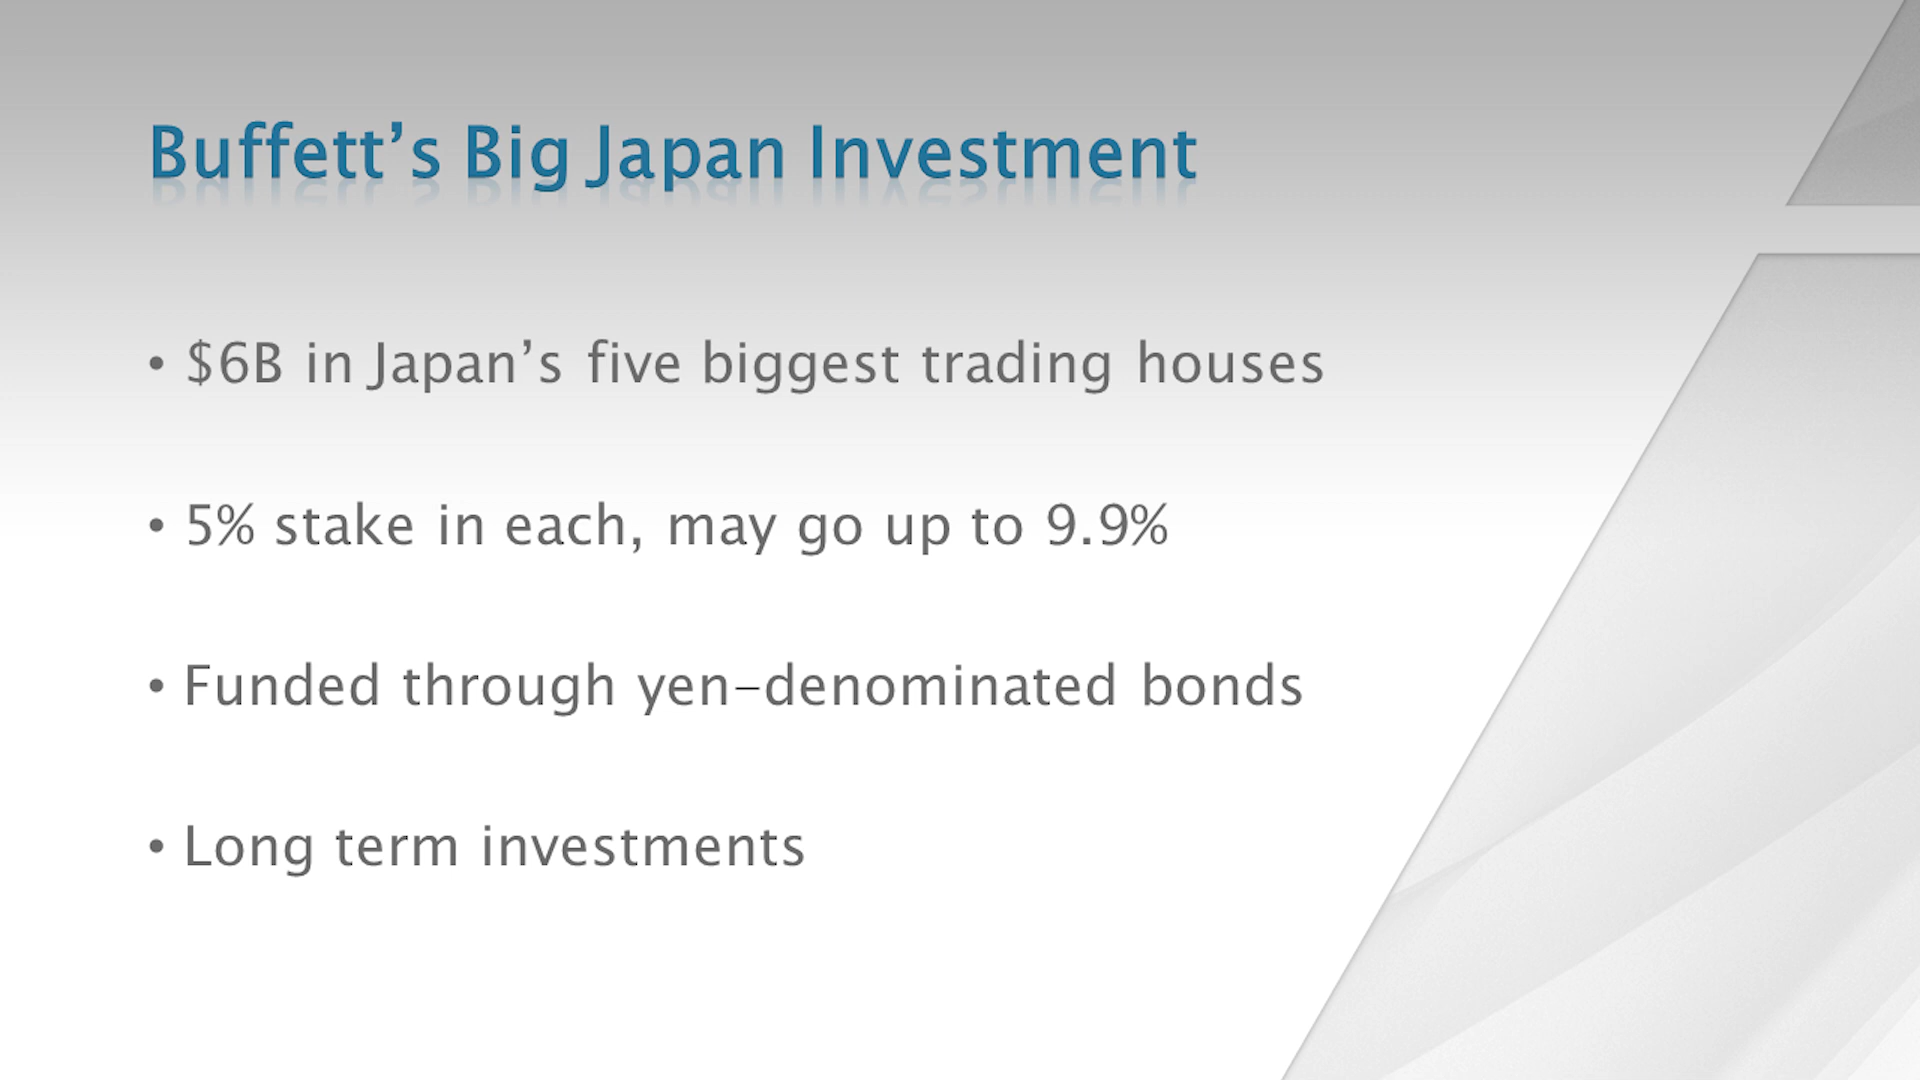 Buffett’s Big Japan Investment
• $6B in Japan’s five biggest trading houses
• 5% stake in each, may go up to 9.9%
• Funded through yen-denominated bonds
• Long term investments